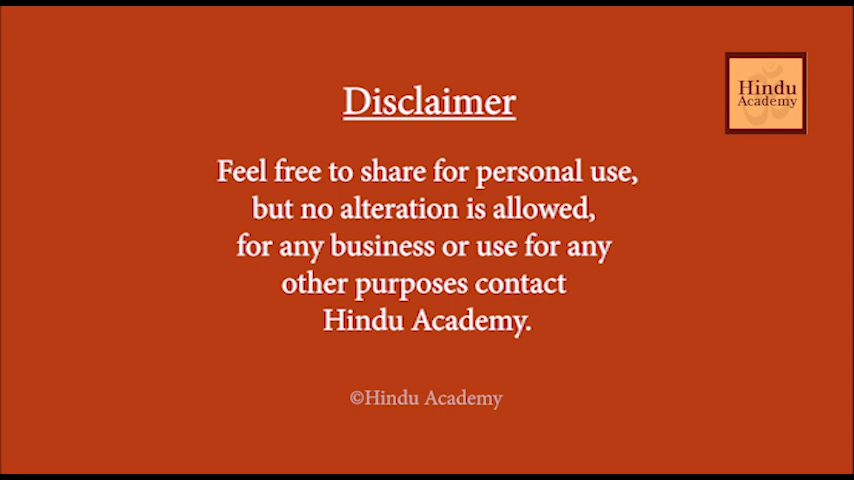 Disclaimer
Hindu
Academy
Feel free to share for personal use,
but no alteration is allowed,
for any business or use for any
other purposes contact
Hindu Academy.
©Hindu Academy